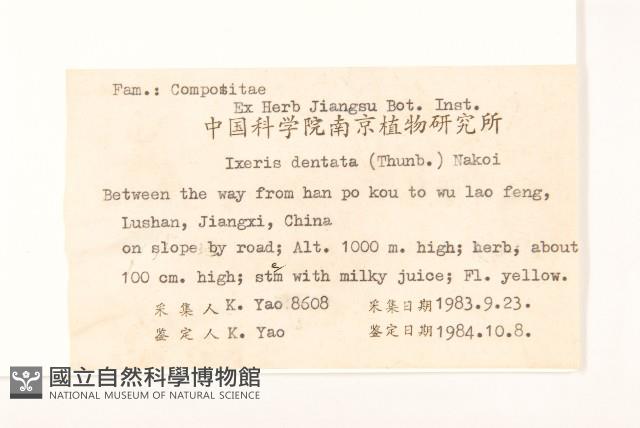 Fam.: Compositae
Ex Herb Jiangsu Bot. Inst.
中国科学院南京植物研究所
Ixeris dentata (Thunb.) Nakoi
Between the way from han po kou to wu lao feng,
Lushan, Jiangxi, China
on slope by road; Alt. 1000 m. high; herb, about
100 cm. high; stem with milky juice; Fl. yellow.
采集人 K. Yao 8608 采集日期 1983.9.23.
鉴定人 K. Yao 鉴定日期 1984.10.8.
國立自然科學博物館
NATIONAL MUSEUM OF NATURAL SCIENCE